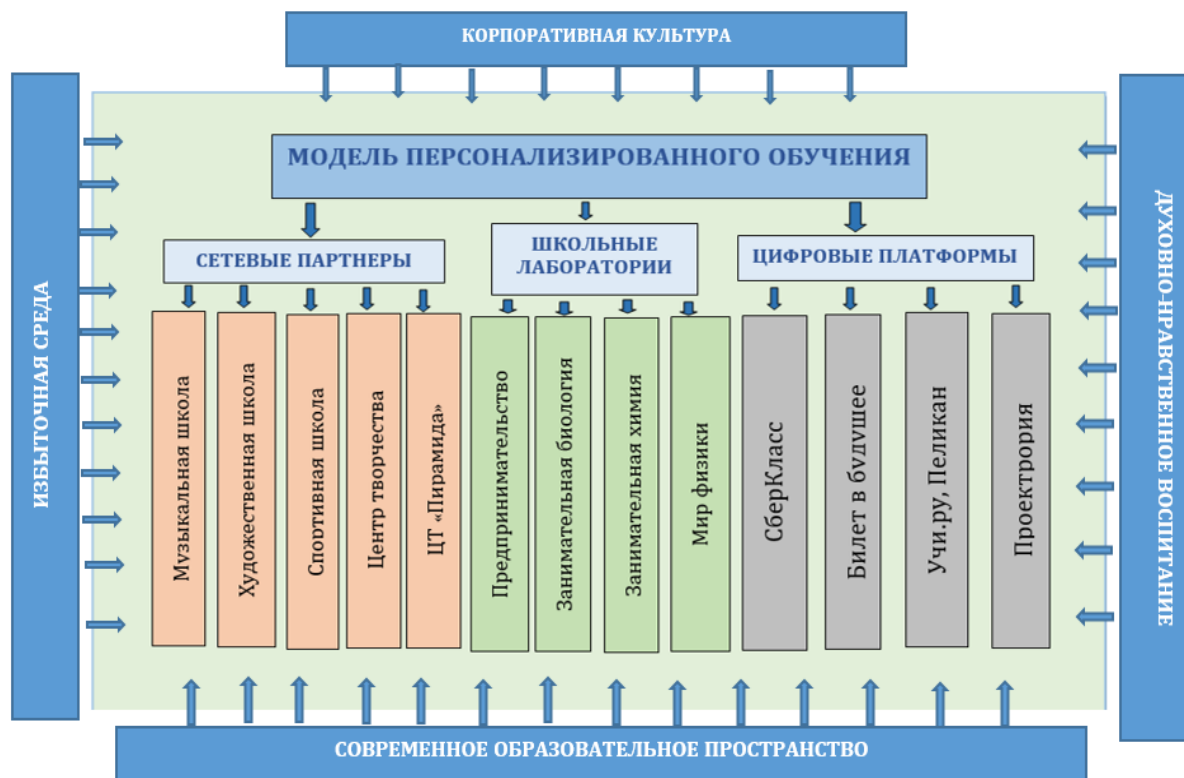 КОРПОРАТИВНАЯ КУЛЬТУРА
ИЗБЫТОЧНАЯ СРЕДА
ДУХОВНО-НРАВСТВЕННОЕ ВОСПИТАНИЕ
МОДЕЛЬ ПЕРСОНАЛИЗИРОВАННОГО ОБУЧЕНИЯ
СЕТЕВЫЕ ПАРТНЕРЫ
ШКОЛЬНЫЕ
ЛАБОРАТОРИИ
ЦИФРОВЫЕ ПЛАТФОРМЫ
Музыкальная школа
Художественная школа
Спортивная школа
Центр творчества
ЦТ «Пирамида»
Предпринимательство
Занимательная биология
Занимательная химия
Мир физики
СберКласс
Билет в будущее
Учи.ру, Пеликан
Проектрория
СОВРЕМЕННОЕ ОБРАЗОВАТЕЛЬНОЕ ПРОСТРАНСТВО